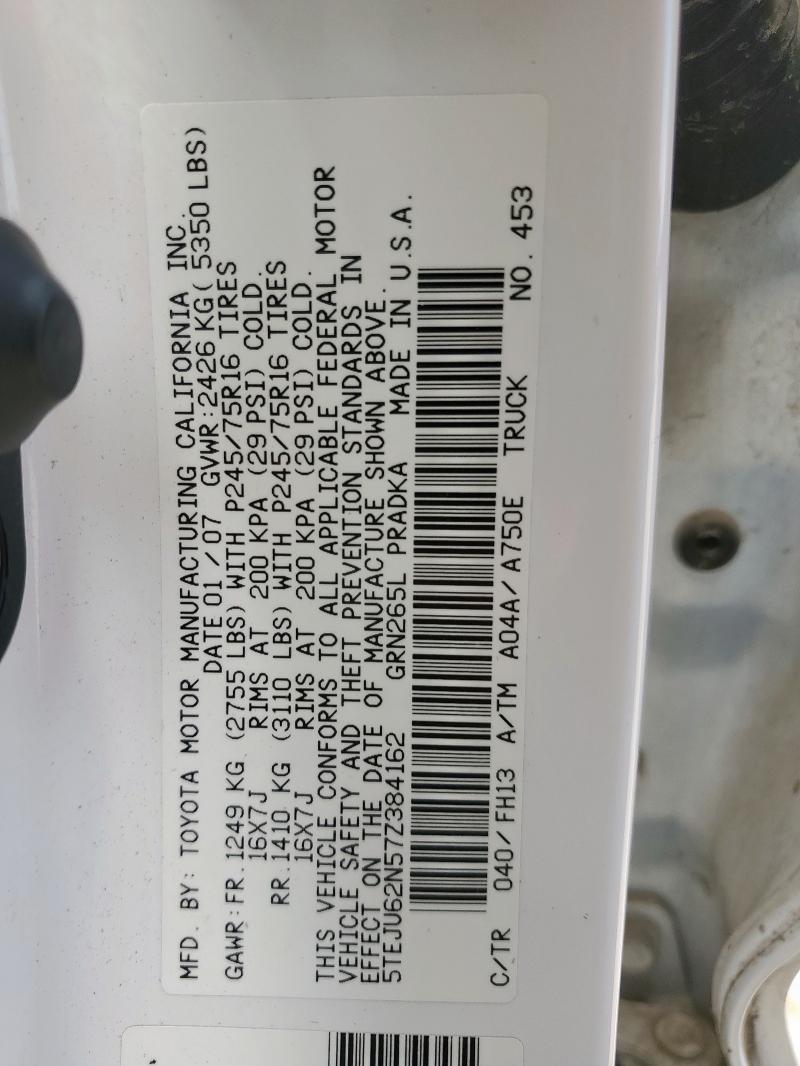 MFD. BY: TOYOTA MOTOR MANUFACTURING CALIFORNIA INC.
DATE 01 / 07 GVWR:2426 KG( 5350 LBS)
GAWR:FR.1249 KG (2755 LBS) WITH P245/75R16 TIRES
16X7J RIMS AT 200 KPA (29 PSI) COLD.
RR.1410 KG (3110 LBS) WITH P245/75R16 TIRES
16X7J RIMS AT 200 KPA (29 PSI) COLD.
THIS VEHICLE CONFORMS TO ALL APPLICABLE FEDERAL MOTOR
VEHICLE SAFETY AND THEFT PREVENTION STANDARDS IN
EFFECT ON THE DATE OF MANUFACTURE SHOWN ABOVE.
5TEJU62N57Z384162 GRN265L PRADKA MADE IN U.S.A.
C/TR 040/FH13 A/TM A04A/A750E TRUCK NO. 453